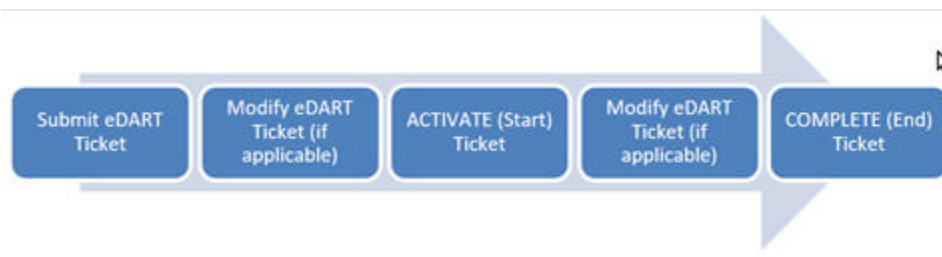 Submit eDART
Ticket
Modify eDART
Ticket (if
applicable)
ACTIVATE (Start)
Ticket
Modify eDART
Ticket (if
applicable)
COMPLETE (End)
Ticket